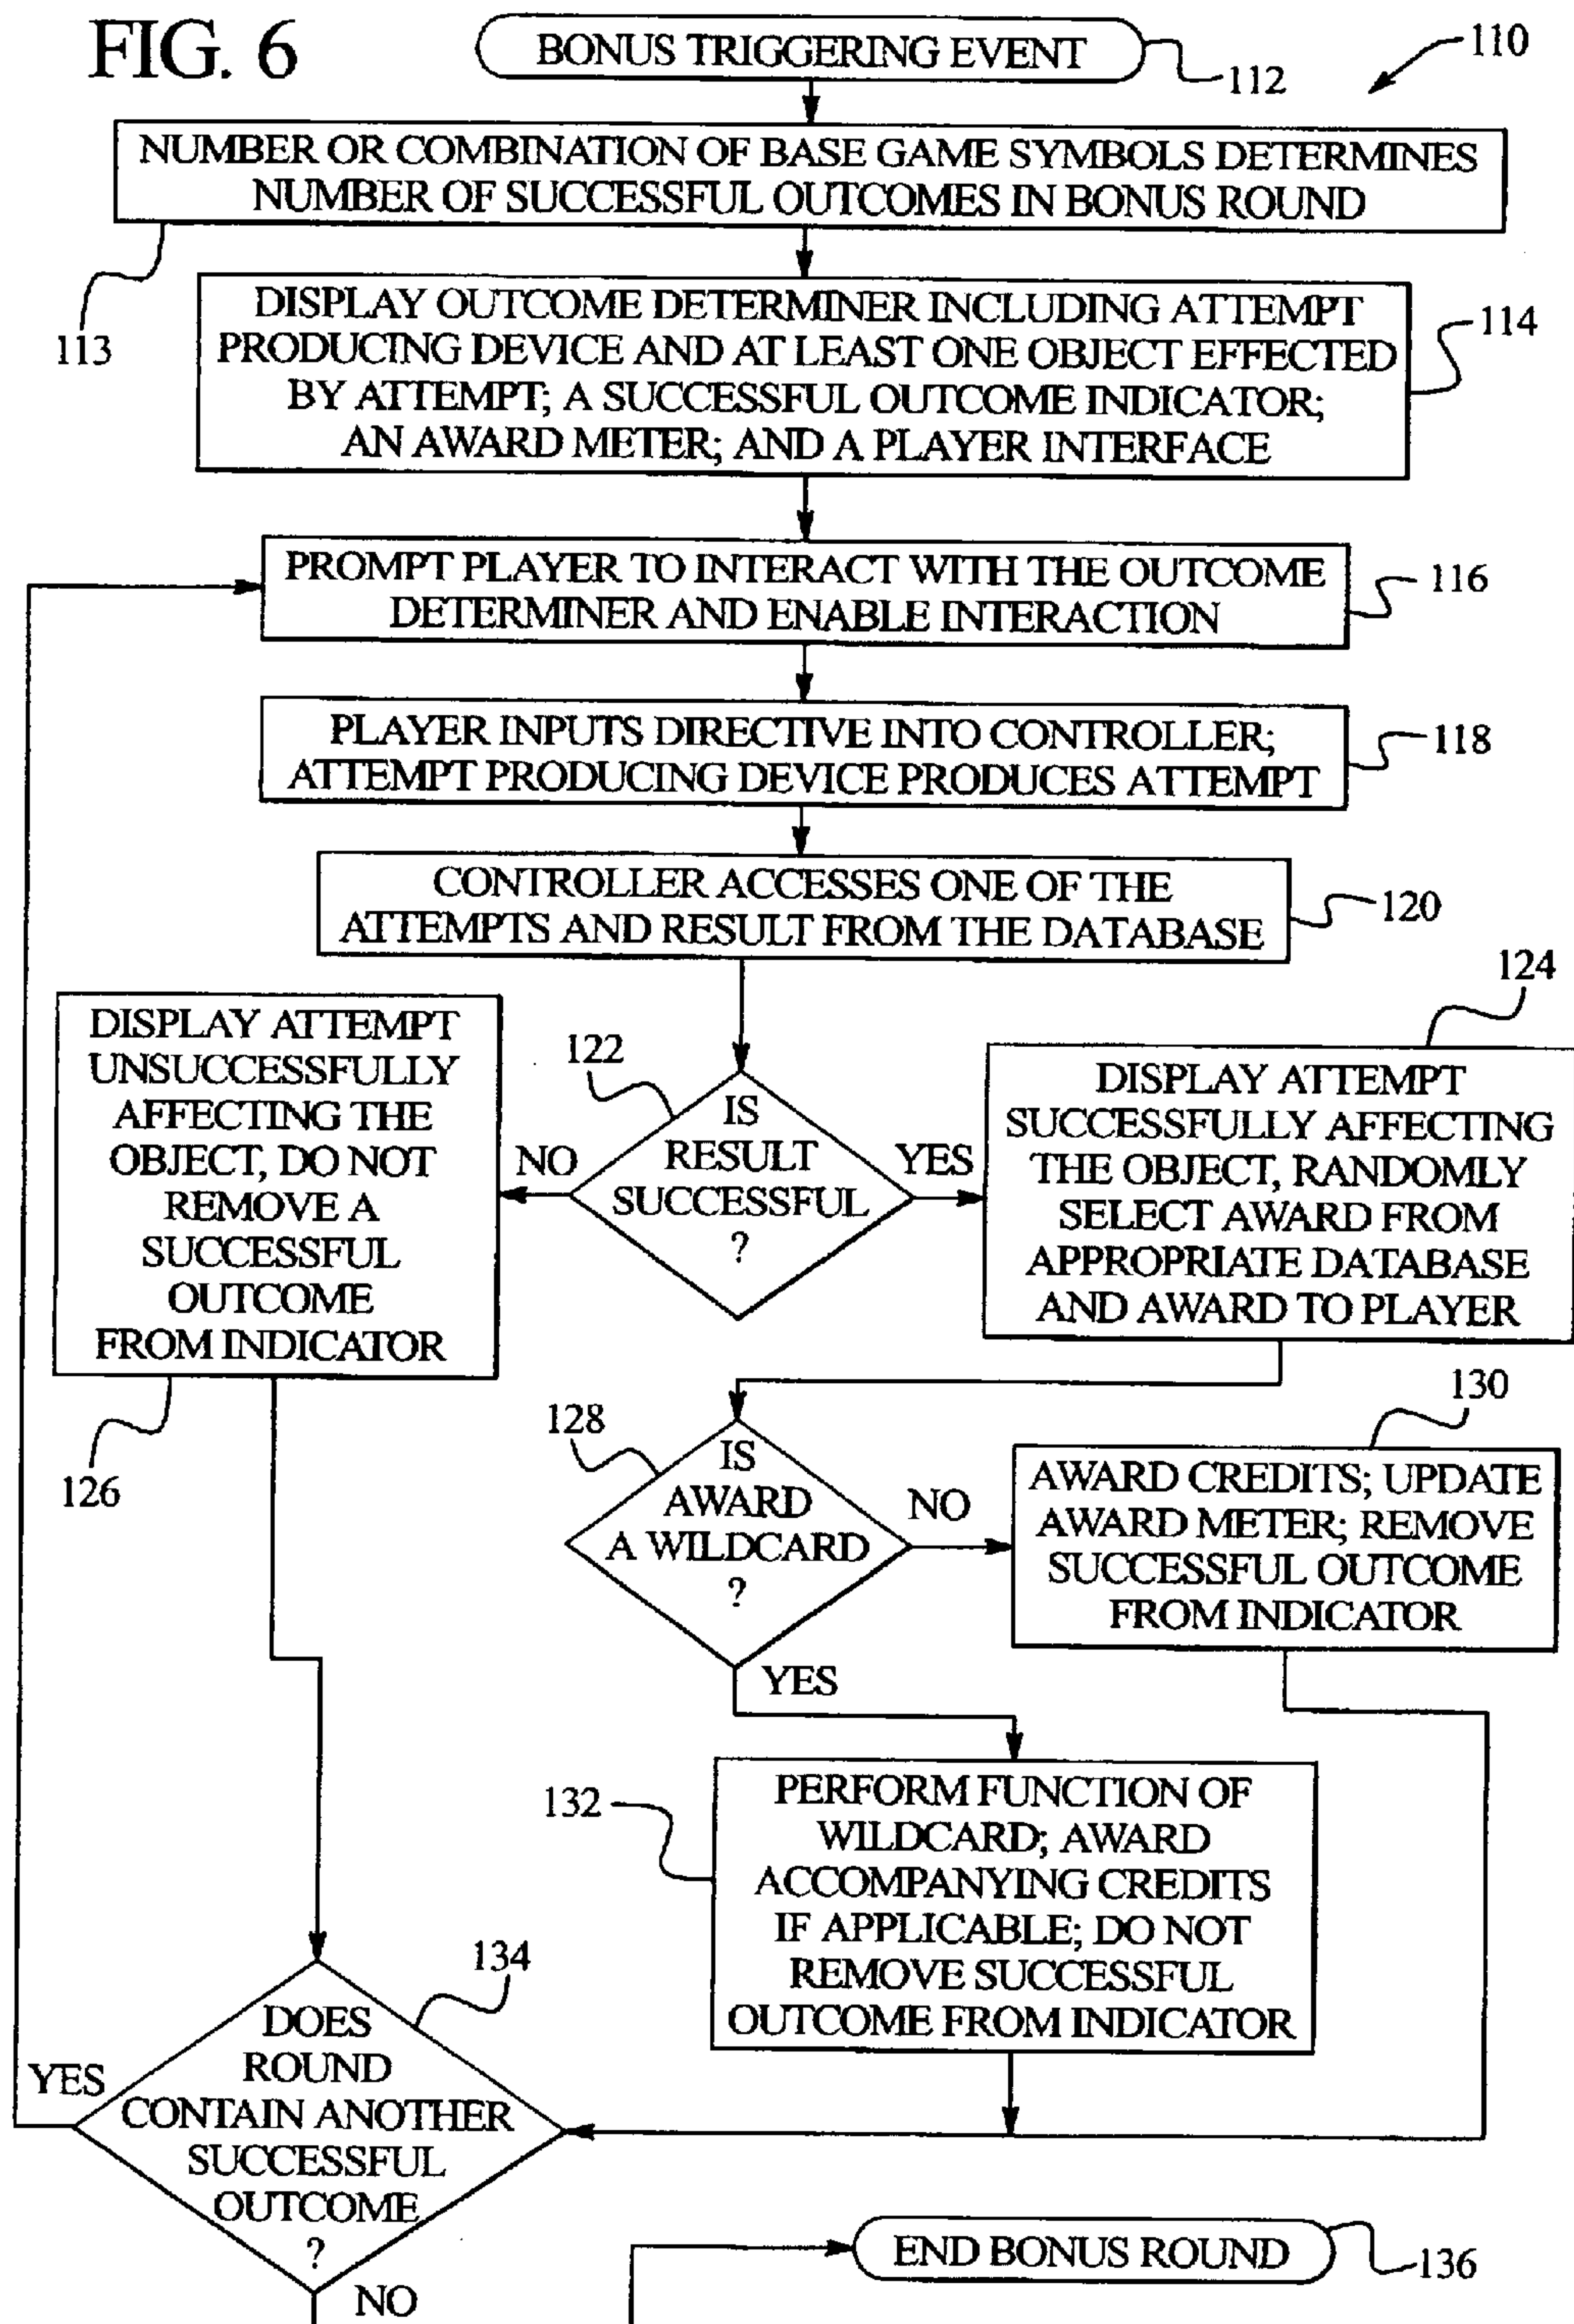 FIG. 6
BONUS TRIGGERING EVENT
110
112
NUMBER OR COMBINATION OF BASE GAME SYMBOLS DETERMINES
NUMBER OF SUCCESSFUL OUTCOMES IN BONUS ROUND
113
DISPLAY OUTCOME DETERMINER INCLUDING ATTEMPT
PRODUCING DEVICE AND AT LEAST ONE OBJECT EFFECTED
BY ATTEMPT; A SUCCESSFUL OUTCOME INDICATOR;
AN AWARD METER; AND A PLAYER INTERFACE
114
PROMPT PLAYER TO INTERACT WITH THE OUTCOME
DETERMINER AND ENABLE INTERACTION
116
PLAYER INPUTS DIRECTIVE INTO CONTROLLER;
ATTEMPT PRODUCING DEVICE PRODUCES ATTEMPT
118
CONTROLLER ACCESSES ONE OF THE
ATTEMPTS AND RESULT FROM THE DATABASE
120
122
IS
RESULT
SUCCESSFUL
?
NO
YES
124
DISPLAY ATTEMPT
SUCCESSFULLY AFFECTING
THE OBJECT, RANDOMLY
SELECT AWARD FROM
APPROPRIATE DATABASE
AND AWARD TO PLAYER
DISPLAY ATTEMPT
UNSUCCESSFULLY
AFFECTING THE
OBJECT, DO NOT
REMOVE A
SUCCESSFUL
OUTCOME
FROM INDICATOR
126
128
IS
AWARD
A WILDCARD
?
NO
YES
130
AWARD CREDITS; UPDATE
AWARD METER; REMOVE
SUCCESSFUL OUTCOME
FROM INDICATOR
132
PERFORM FUNCTION OF
WILDCARD; AWARD
ACCOMPANYING CREDITS
IF APPLICABLE; DO NOT
REMOVE SUCCESSFUL
OUTCOME FROM INDICATOR
134
DOES
ROUND
CONTAIN ANOTHER
SUCCESSFUL
OUTCOME
?
YES
NO
END BONUS ROUND
136